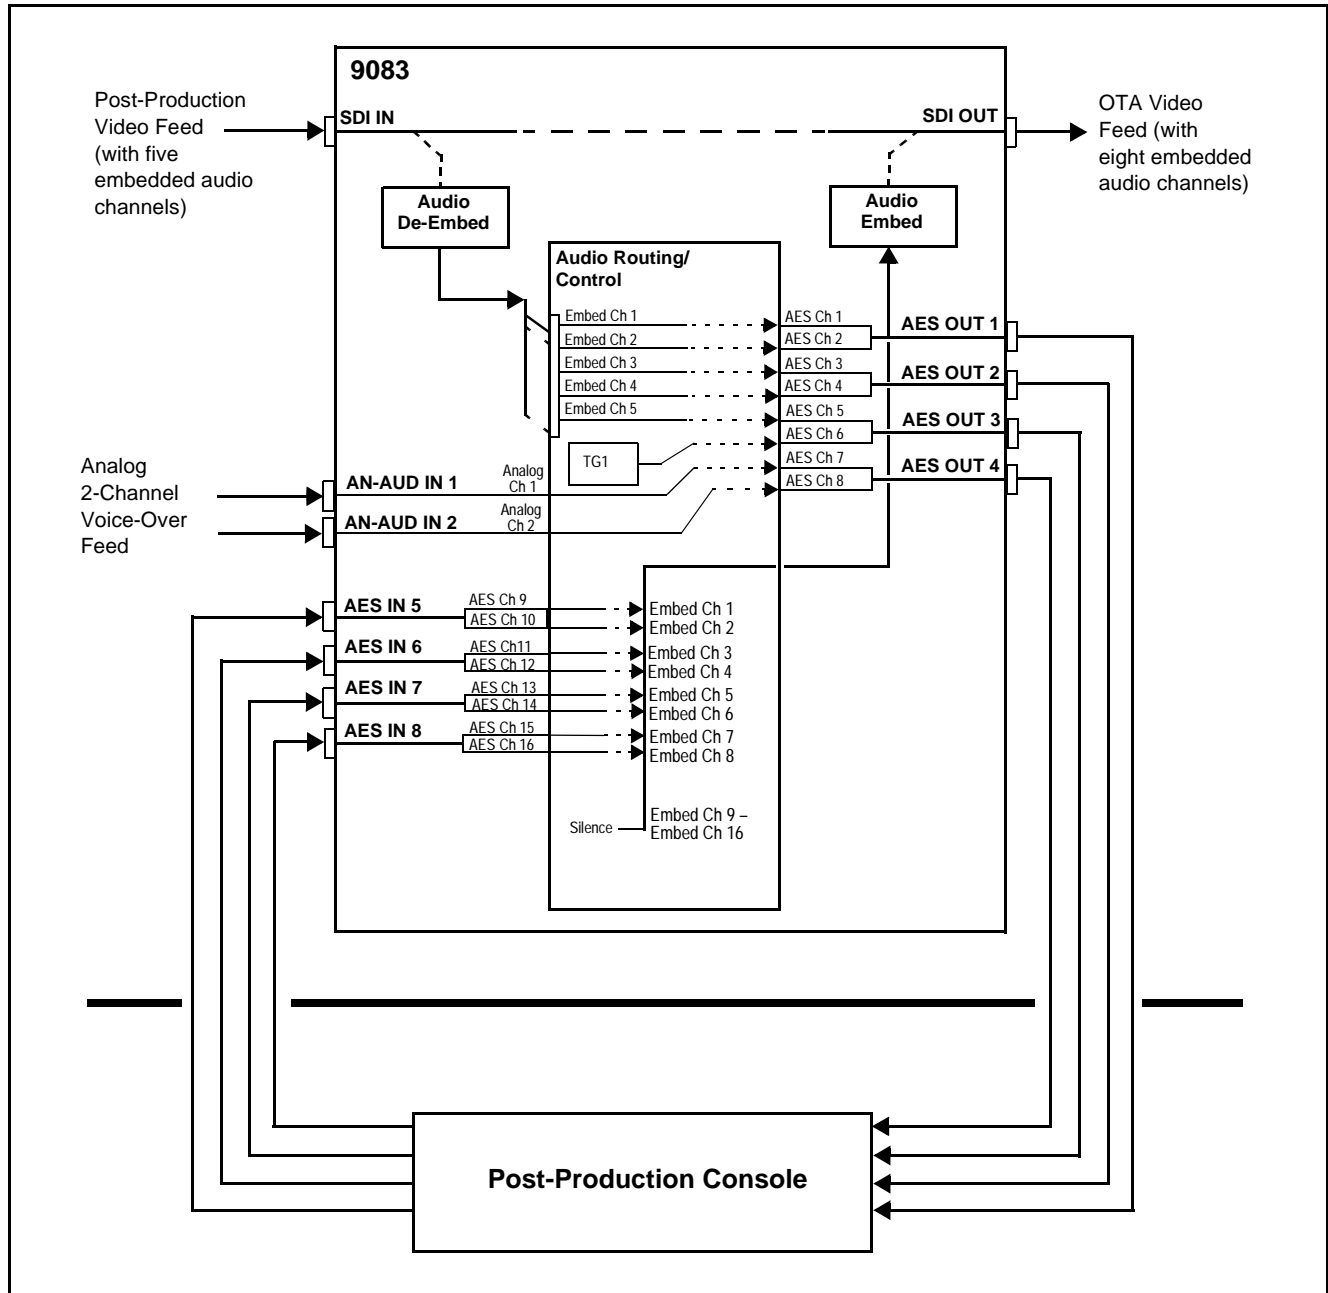 9083
Post-Production
Video Feed
(with five
embedded audio
channels)
SDI IN
SDI OUT
OTA Video
Feed (with
eight embedded
audio channels)
Audio
De-Embed
Audio
Embed
Audio Routing/
Control
Embed Ch 1
Embed Ch 2
Embed Ch 3
Embed Ch 4
Embed Ch 5
TG1
AES Ch 1
AES Ch 2
AES Ch 3
AES Ch 4
AES Ch 5
AES Ch 6
AES Ch 7
AES Ch 8
AES OUT 1
AES OUT 2
AES OUT 3
AES OUT 4
Analog
2-Channel
Voice-Over
Feed
AN-AUD IN 1
Analog
Ch 1
AN-AUD IN 2
Analog
Ch 2
AES IN 5
AES Ch 9
AES Ch 10
AES IN 6
AES Ch11
AES Ch 12
AES IN 7
AES Ch 13
AES Ch 14
AES IN 8
AES Ch 15
AES Ch 16
Embed Ch 1
Embed Ch 2
Embed Ch 3
Embed Ch 4
Embed Ch 5
Embed Ch 6
Embed Ch 7
Embed Ch 8
Silence
Embed Ch 9 –
Embed Ch 16
Post-Production Console